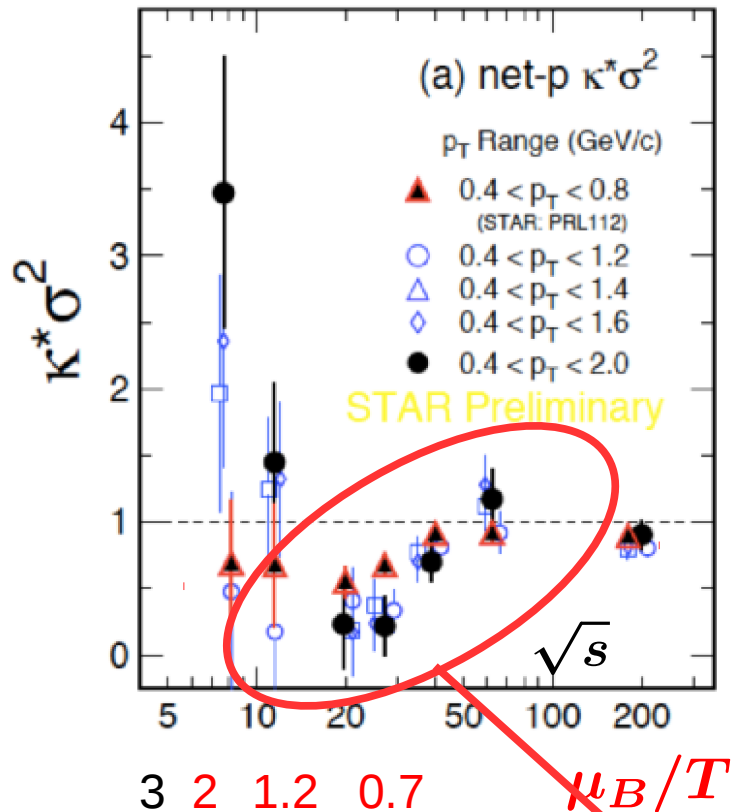 (a) net-p κ*σ²
4
p_T Range (GeV/c)
0.4 < p_T < 0.8
(STAR: PRL112)
3
0.4 < p_T < 1.2
0.4 < p_T < 1.4
0.4 < p_T < 1.6
0.4 < p_T < 2.0
κ*σ²
2
STAR Preliminary
1
√s
0
5 10 20 50 100 200
3 2 1.2 0.7 μ_B/T